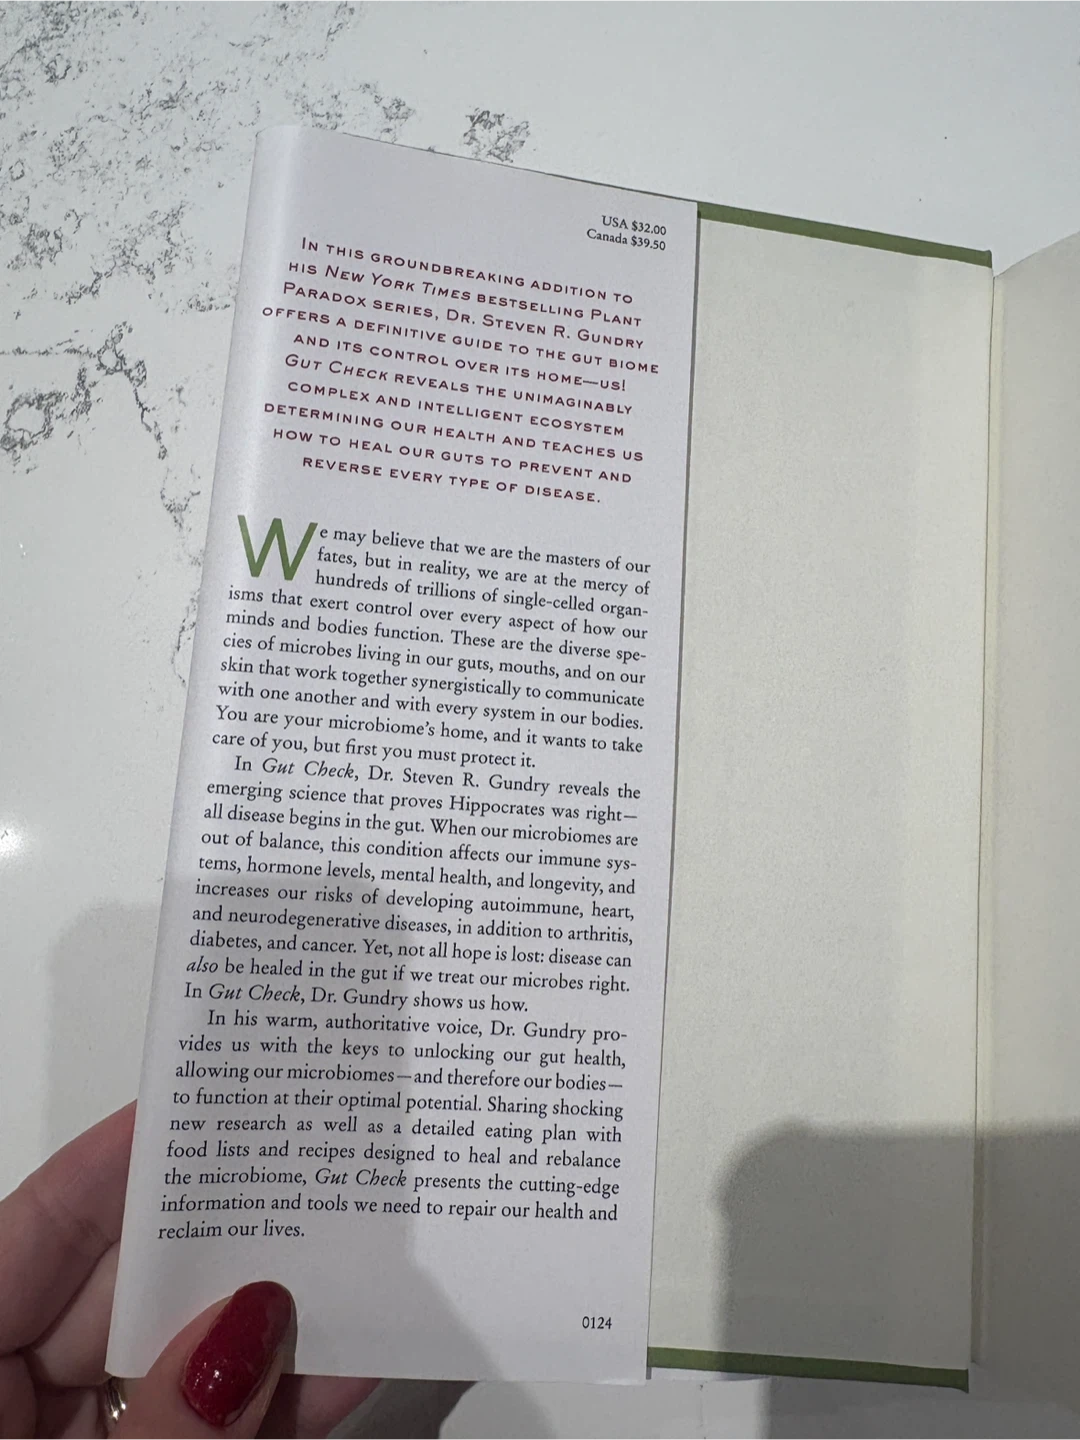 USA $32.00
Canada $39.50
IN THIS GROUNDBREAKING ADDITION TO
HIS NEW YORK TIMES BESTSELLING PLANT
PARADOX SERIES, DR. STEVEN R. GUNDRY
OFFERS A DEFINITIVE GUIDE TO THE GUT BIOME
AND ITS CONTROL OVER ITS HOME—US!
GUT CHECK REVEALS THE UNIMAGINABLY
COMPLEX AND INTELLIGENT ECOSYSTEM
DETERMINING OUR HEALTH AND TEACHES US
HOW TO HEAL OUR GUTS TO PREVENT AND
REVERSE EVERY TYPE OF DISEASE.
We may believe that we are the masters of our
fates, but in reality, we are at the mercy of
hundreds of trillions of single-celled organ-
isms that exert control over every aspect of how our
minds and bodies function. These are the diverse spe-
cies of microbes living in our guts, mouths, and on our
skin that work together synergistically to communicate
with one another and with every system in our bodies.
You are your microbiome's home, and it wants to take
care of you, but first you must protect it.
In Gut Check, Dr. Steven R. Gundry reveals the
emerging science that proves Hippocrates was right—
all disease begins in the gut. When our microbiomes are
out of balance, this condition affects our immune sys-
tems, hormone levels, mental health, and longevity, and
increases our risks of developing autoimmune, heart,
and neurodegenerative diseases, in addition to arthritis,
diabetes, and cancer. Yet, not all hope is lost: disease can
also be healed in the gut if we treat our microbes right.
In Gut Check, Dr. Gundry shows us how.
In his warm, authoritative voice, Dr. Gundry pro-
vides us with the keys to unlocking our gut health,
allowing our microbiomes—and therefore our bodies—
to function at their optimal potential. Sharing shocking
new research as well as a detailed eating plan with
food lists and recipes designed to heal and rebalance
the microbiome, Gut Check presents the cutting-edge
information and tools we need to repair our health and
reclaim our lives.
0124